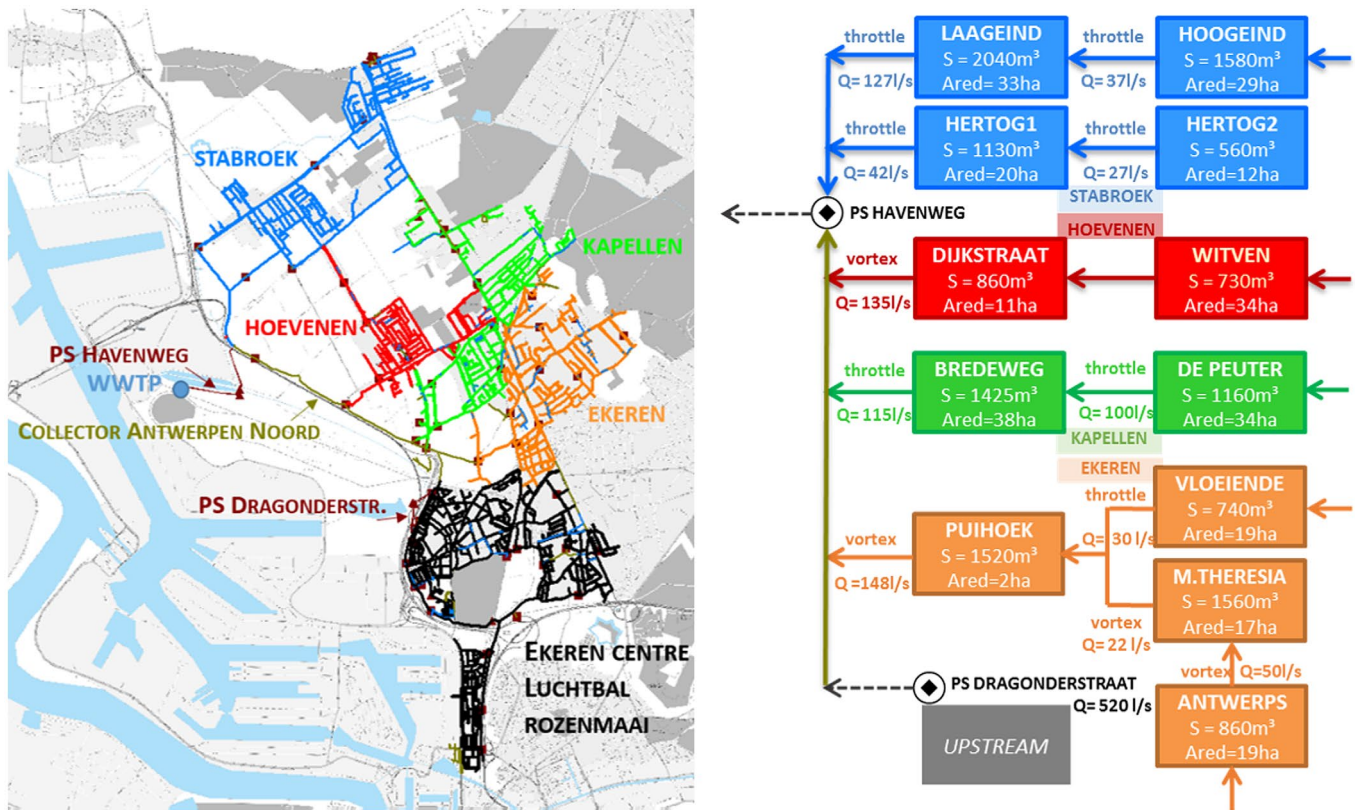 STABROEK
KAPELLEN
HOEVENEN
PS HAVENWEG
WWTP
EKEREN
COLLECTOR ANTWERPEN NOORD
PS DRAGONDERSTR.
EKEREN CENTRE
LUCHTBAL
ROZENMAAI
throttle
Q= 127l/s
LAAGEIND
S = 2040m³
Ared= 33ha
throttle
Q= 37l/s
HOOGEIND
S = 1580m³
Ared=29ha
throttle
Q= 42l/s
HERTOG1
S = 1130m³
Ared=20ha
throttle
Q= 27l/s
HERTOG2
S = 560m³
Ared=12ha
STABROEK
PS HAVENWEG
HOEVENEN
vortex
Q= 135l/s
DIJKSTRAAT
S = 860m³
Ared=11ha
WITVEN
S = 730m³
Ared=34ha
throttle
Q= 115l/s
BREDEWEG
S = 1425m³
Ared=38ha
throttle
Q= 100l/s
DE PEUTER
S = 1160m³
Ared=34ha
KAPELLEN
EKEREN
throttle
Q= 30 l/s
VLOEIENDE
S = 740m³
Ared=19ha
vortex
Q =148l/s
PUIHOEK
S = 1520m³
Ared=2ha
M.THERESIA
S = 1560m³
Ared=17ha
vortex
Q= 22 l/s
vortex Q=50l/s
PS DRAGONDERSTRAAT
Q= 520 l/s
ANTWERPS
S = 860m³
Ared=19ha
UPSTREAM